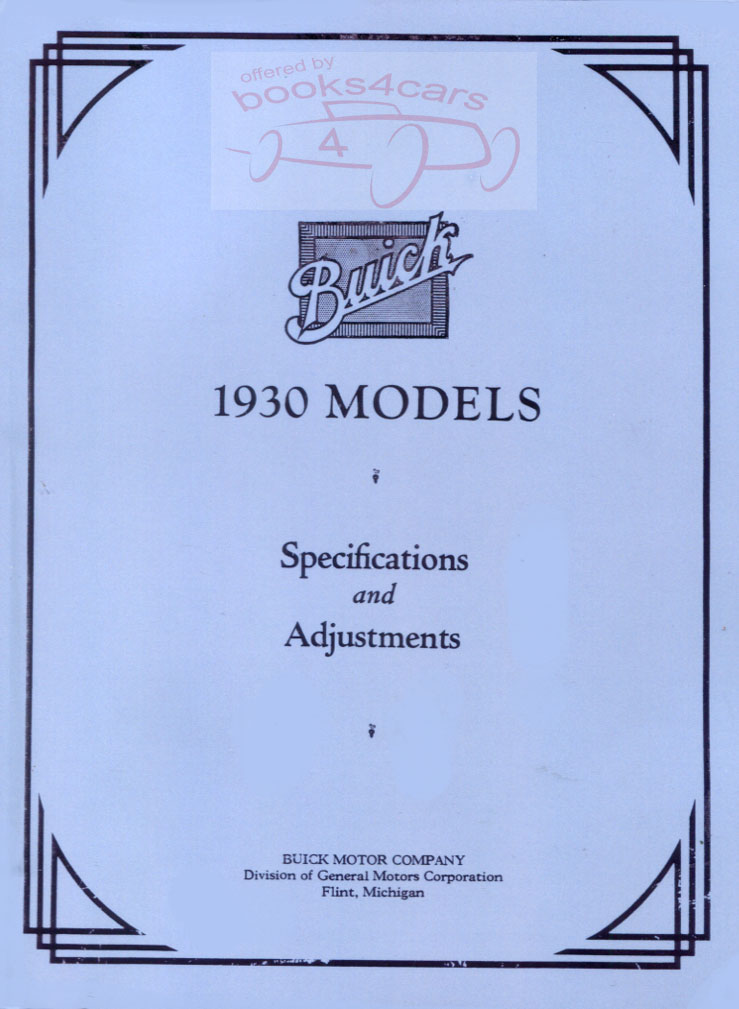 offered by
books4cars
4
Buick
1930 MODELS
Specifications
and
Adjustments
BUICK MOTOR COMPANY
Division of General Motors Corporation
Flint, Michigan